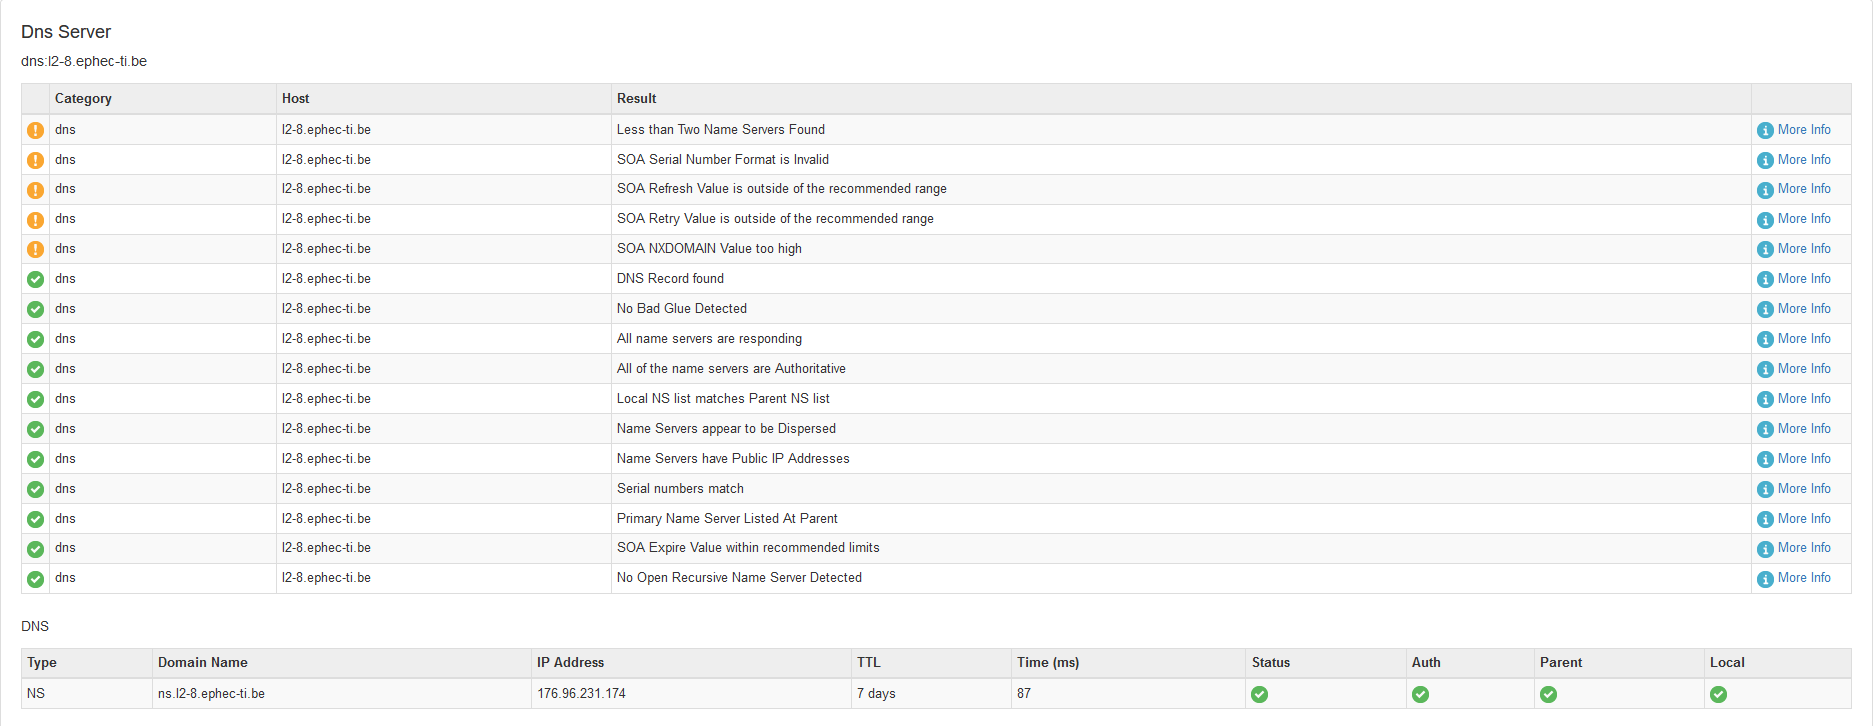 Dns Server
dns:l2-8.ephec-ti.be
Category Host Result
dns l2-8.ephec-ti.be Less than Two Name Servers Found More Info
dns l2-8.ephec-ti.be SOA Serial Number Format is Invalid More Info
dns l2-8.ephec-ti.be SOA Refresh Value is outside of the recommended range More Info
dns l2-8.ephec-ti.be SOA Retry Value is outside of the recommended range More Info
dns l2-8.ephec-ti.be SOA NXDOMAIN Value too high More Info
dns l2-8.ephec-ti.be DNS Record found More Info
dns l2-8.ephec-ti.be No Bad Glue Detected More Info
dns l2-8.ephec-ti.be All name servers are responding More Info
dns l2-8.ephec-ti.be All of the name servers are Authoritative More Info
dns l2-8.ephec-ti.be Local NS list matches Parent NS list More Info
dns l2-8.ephec-ti.be Name Servers appear to be Dispersed More Info
dns l2-8.ephec-ti.be Name Servers have Public IP Addresses More Info
dns l2-8.ephec-ti.be Serial numbers match More Info
dns l2-8.ephec-ti.be Primary Name Server Listed At Parent More Info
dns l2-8.ephec-ti.be SOA Expire Value within recommended limits More Info
dns l2-8.ephec-ti.be No Open Recursive Name Server Detected More Info
DNS
Type Domain Name IP Address TTL Time (ms) Status Auth Parent Local
NS ns.l2-8.ephec-ti.be 176.96.231.174 7 days 87